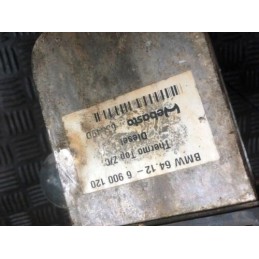 BMW 64.12 - 6 900 120
Thermo Top Z/C
Diesel
Webasto